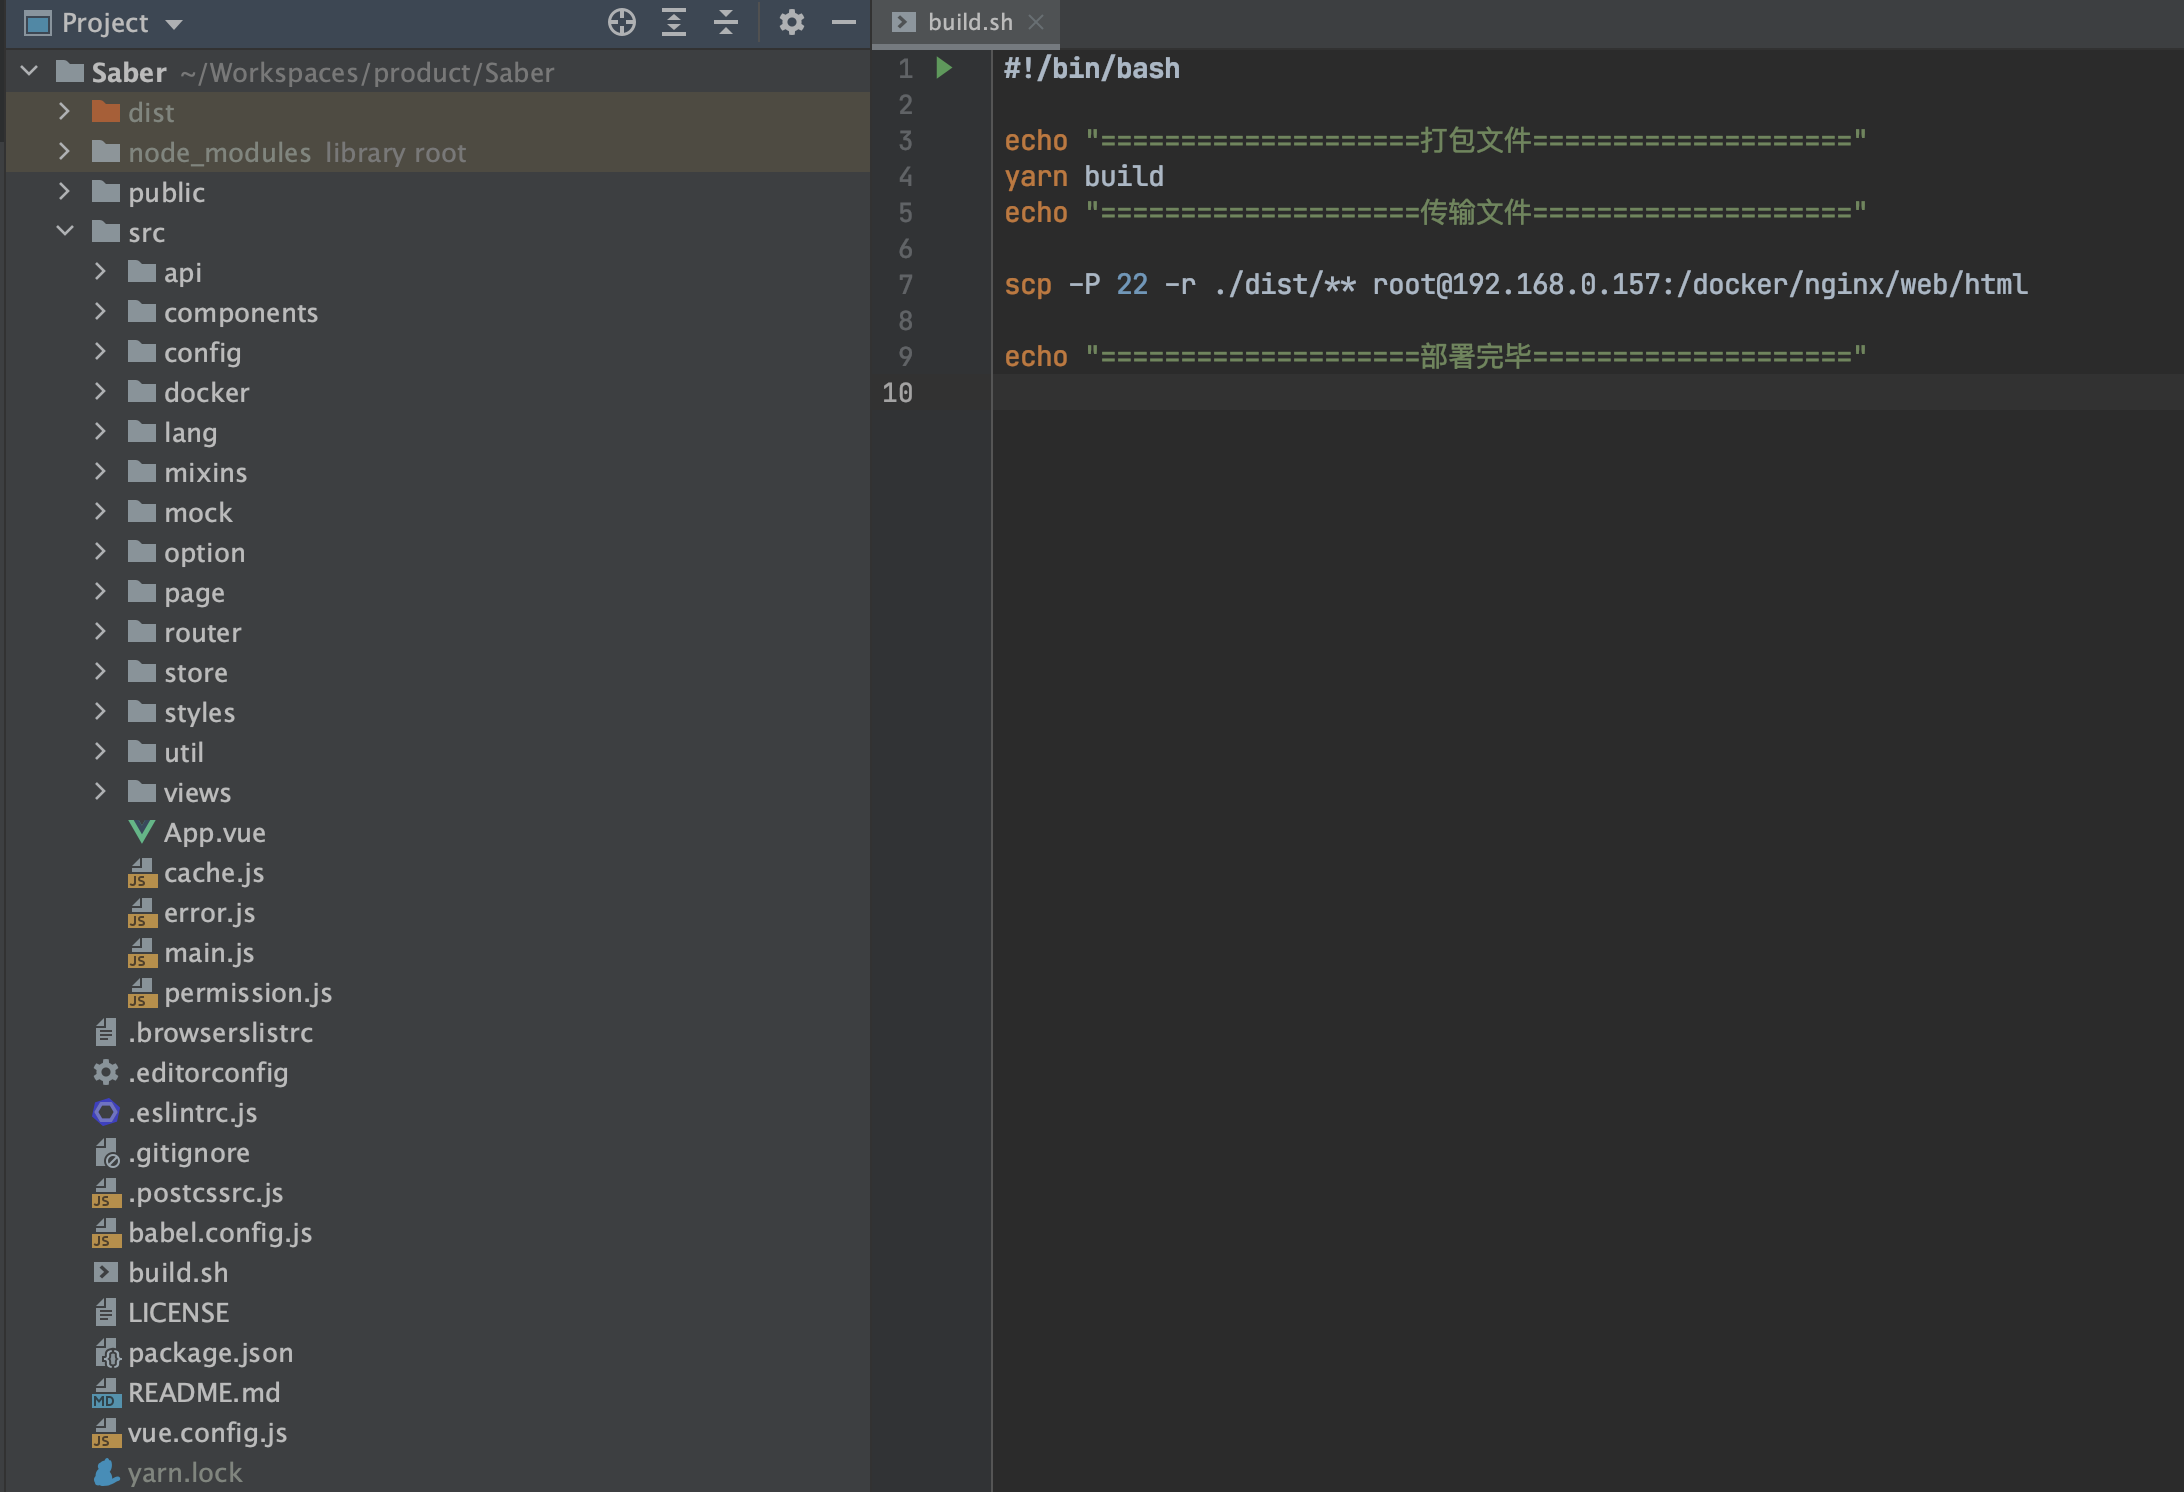 Project
Saber ~/Workspaces/product/Saber
dist
node_modules library root
public
src
api
components
config
docker
lang
mixins
mock
option
page
router
store
styles
util
views
App.vue
cache.js
error.js
main.js
permission.js
.browserslistrc
.editorconfig
.eslintrc.js
.gitignore
.postcssrc.js
babel.config.js
build.sh
LICENSE
package.json
README.md
vue.config.js
yarn.lock
build.sh
1 #!/bin/bash
2
3 echo "====================打包文件===================="
4 yarn build
5 echo "====================传输文件===================="
6
7 scp -P 22 -r ./dist/** root@192.168.0.157:/docker/nginx/web/html
8
9 echo "====================部署完毕===================="
10